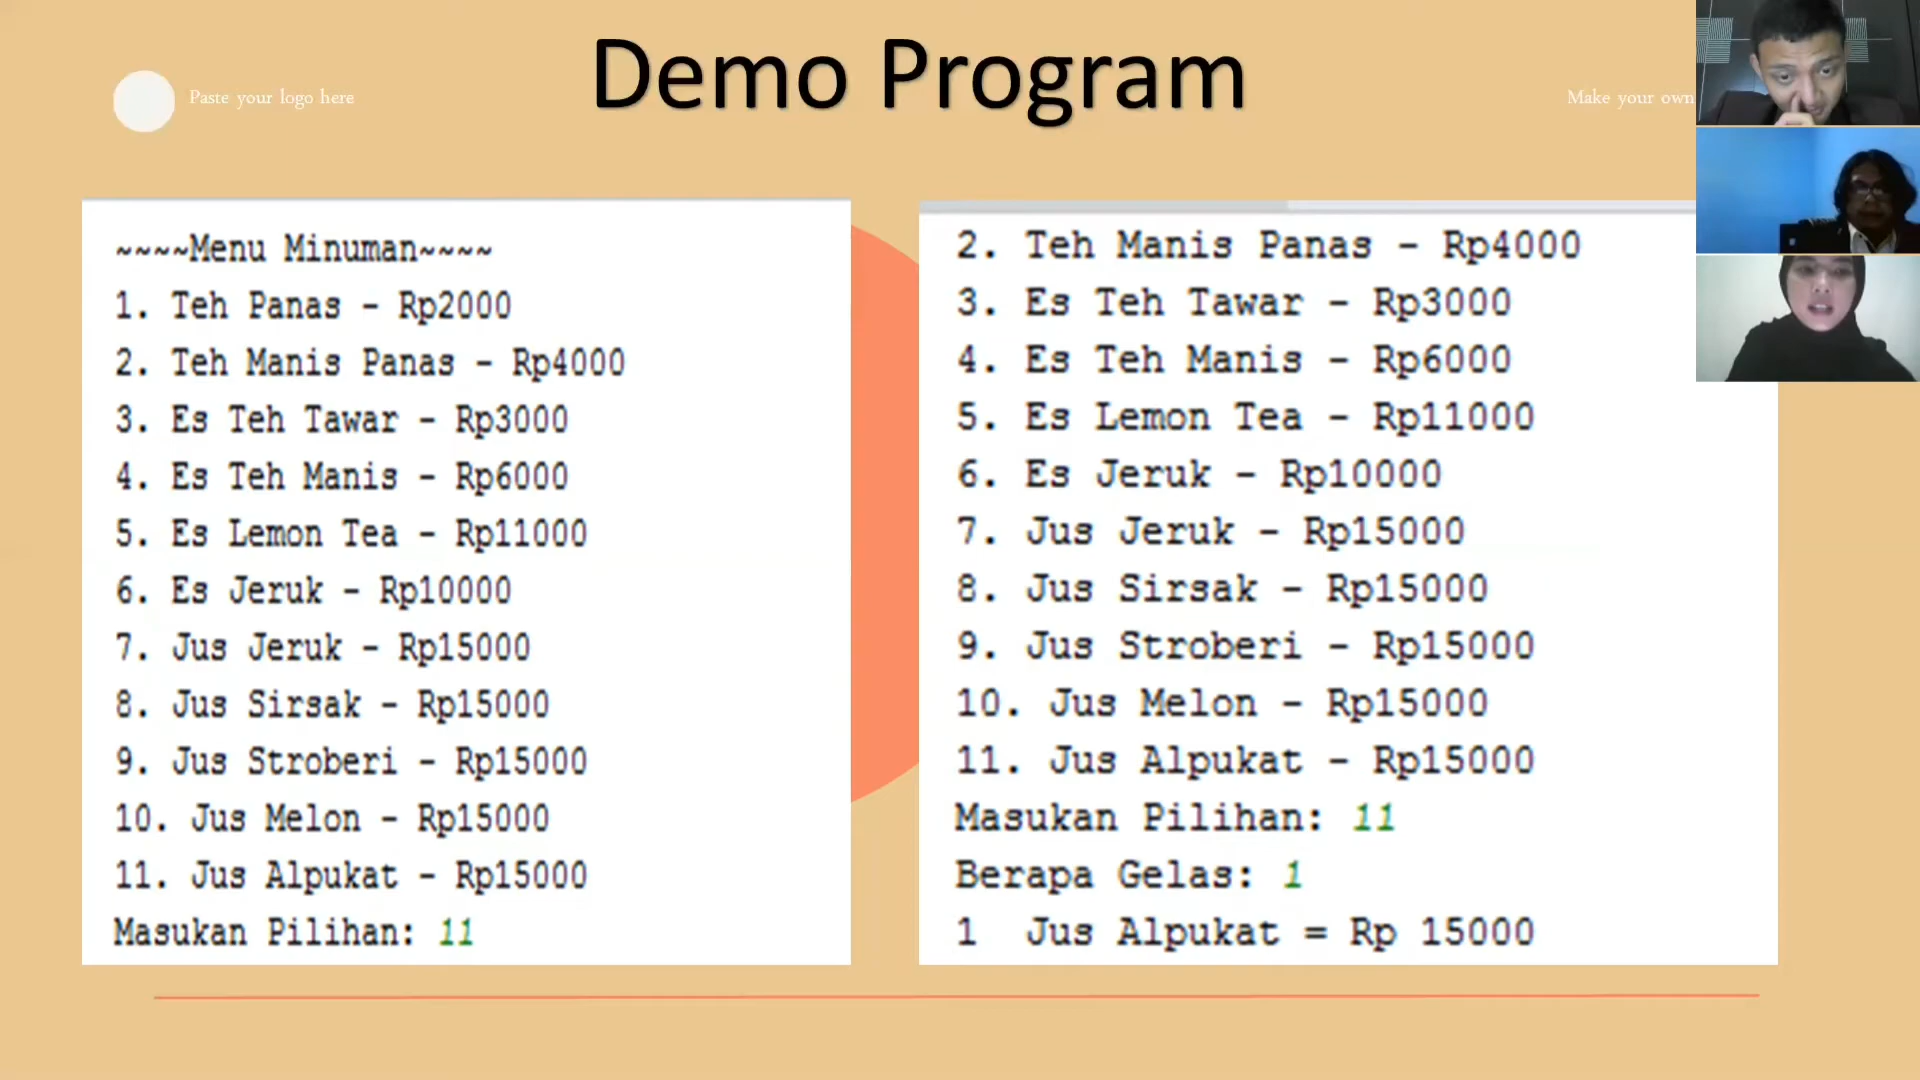 Demo Program
Paste your logo here
Make your own
~~~~Menu Minuman~~~~
1. Teh Panas - Rp2000
2. Teh Manis Panas - Rp4000
3. Es Teh Tawar - Rp3000
4. Es Teh Manis - Rp6000
5. Es Lemon Tea - Rp11000
6. Es Jeruk - Rp10000
7. Jus Jeruk - Rp15000
8. Jus Sirsak - Rp15000
9. Jus Stroberi - Rp15000
10. Jus Melon - Rp15000
11. Jus Alpukat - Rp15000
Masukan Pilihan: 11
2. Teh Manis Panas - Rp4000
3. Es Teh Tawar - Rp3000
4. Es Teh Manis - Rp6000
5. Es Lemon Tea - Rp11000
6. Es Jeruk - Rp10000
7. Jus Jeruk - Rp15000
8. Jus Sirsak - Rp15000
9. Jus Stroberi - Rp15000
10. Jus Melon - Rp15000
11. Jus Alpukat - Rp15000
Masukan Pilihan: 11
Berapa Gelas: 1
1  Jus Alpukat = Rp 15000